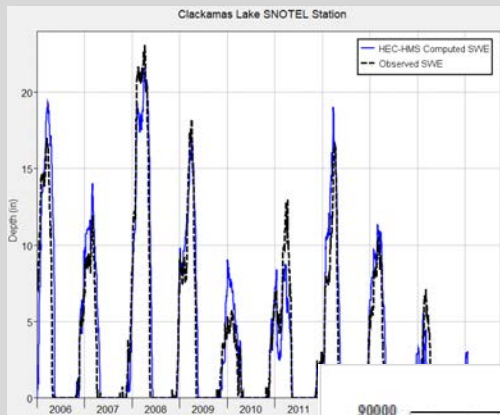 Clackamas Lake SNOTEL Station
HEC-HMS Computed SWE
Observed SWE
Depth (in)
20
15
10
5
0
2006 2007 2008 2009 2010 2011
90000